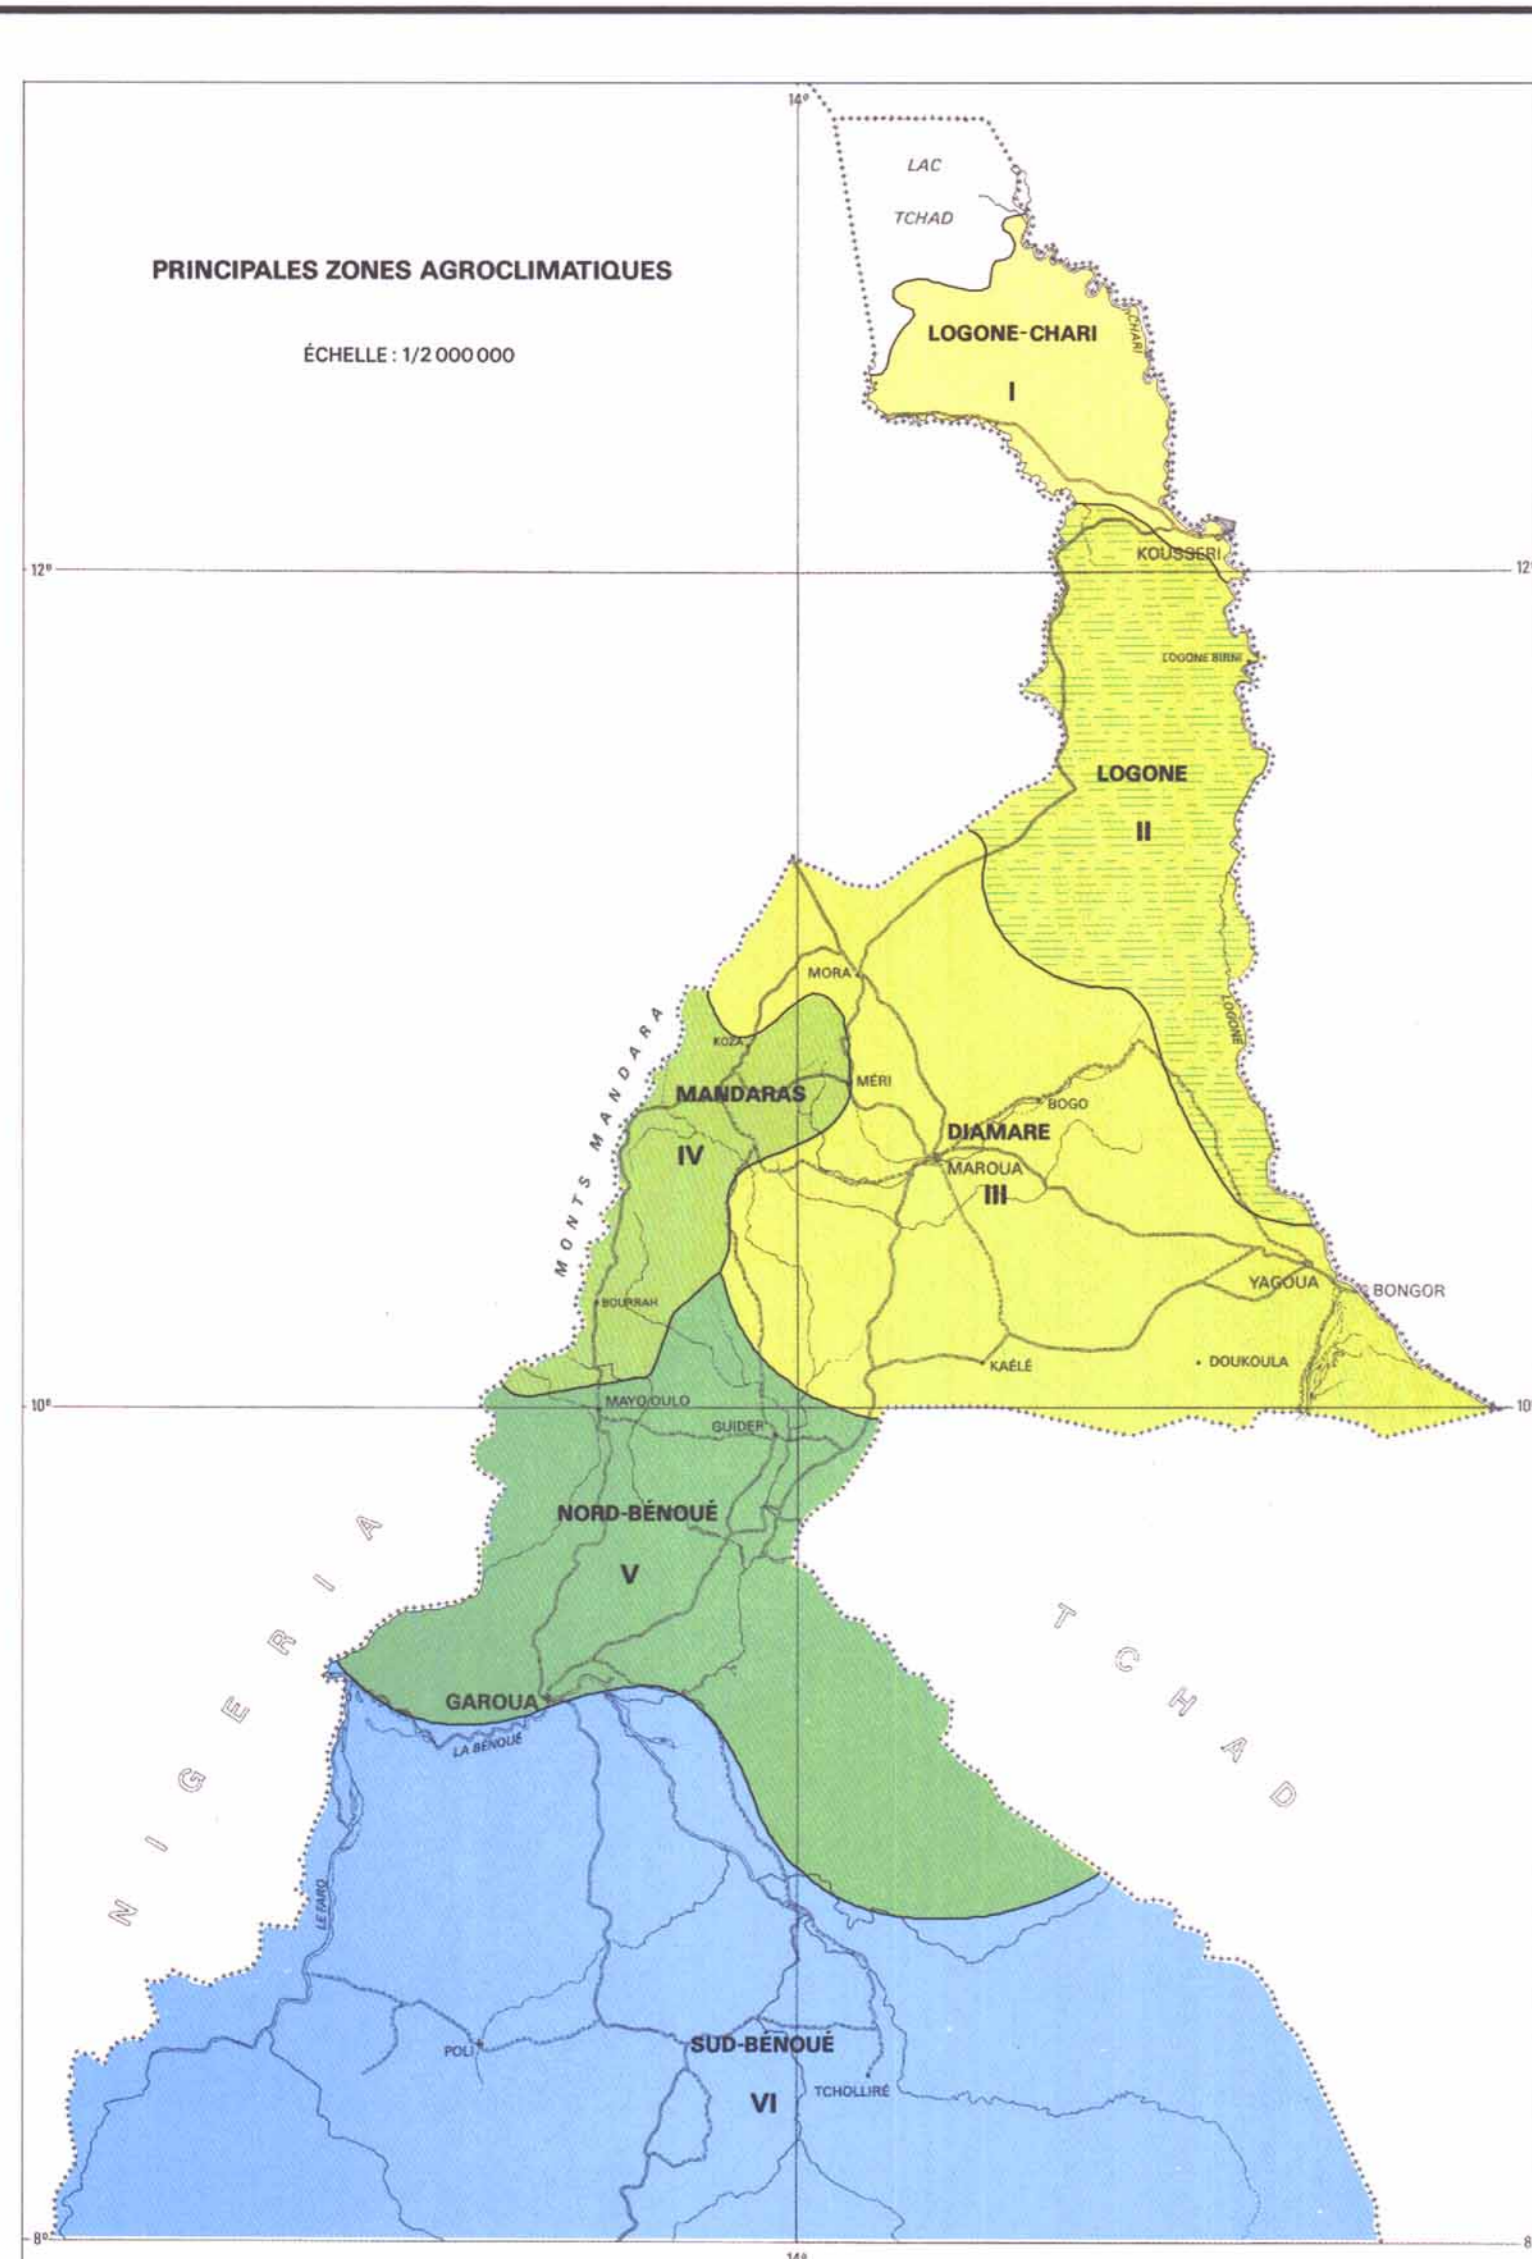 14°
LAC
TCHAD
PRINCIPALES ZONES AGROCLIMATIQUES
ÉCHELLE : 1/2 000 000
LOGONE-CHARI
I
CHARI
KOUSSERI
12°
12°
LOGONE BIRNI
LOGONE
II
MORA
LOGONE
MONTS MANDARA
KOZA
MÉRI
MANDARAS
IV
BOGO
DIAMARE
MAROUA
III
YAGOUA
BONGOR
BOURRAH
KAÉLÉ
DOUKOULA
10°
10°
MAYO OULO
GUIDER
NORD-BÉNOUÉ
V
NIGERIA
TCHAD
GAROUA
LA BÉNOUÉ
LE FARO
POLI
SUD-BÉNOUÉ
VI
TCHOLLIRÉ
8°
8
14°